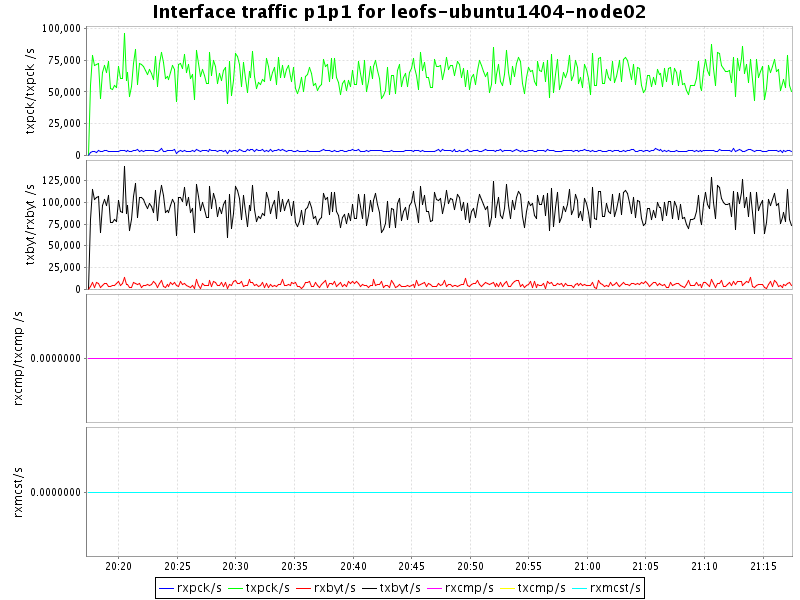 Interface traffic p1p1 for leofs-ubuntu1404-node02
txpck/txpck /s
100,000
75,000
50,000
25,000
0
txbyt/rxbyt /s
125,000
100,000
75,000
50,000
25,000
0
rxcmp/txcmp /s
0.0000000
rxmcst/s
0.0000000
20:20 20:25 20:30 20:35 20:40 20:45 20:50 20:55 21:00 21:05 21:10 21:15
rxpck/s txpck/s rxbyt/s txbyt/s rxcmp/s txcmp/s rxmcst/s